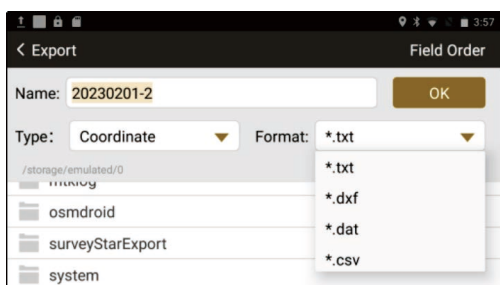 3:57
< Export Field Order
Name: 20230201-2 OK
Type: Coordinate Format: *.txt
/storage/emulated/0 *.txt
mtklog
*.dxf
osmdroid
*.dat
surveyStarExport
*.csv
system